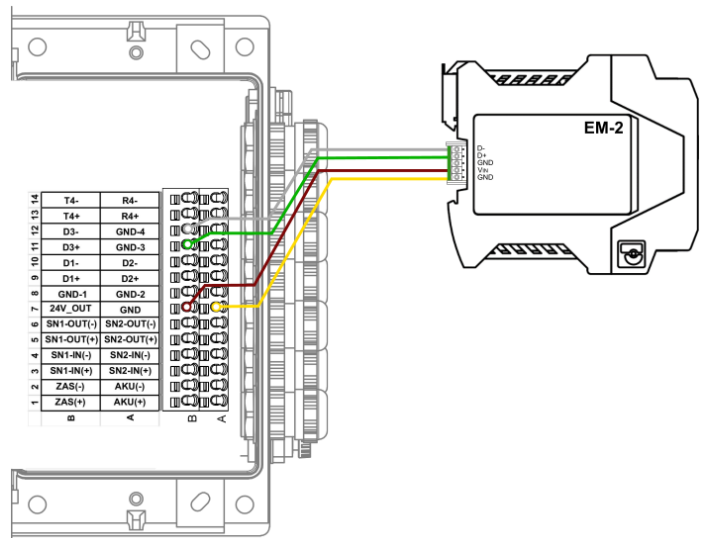 EM-2
D-
D+
GND
VIN
GND
14 T4- R4-
13 T4+ R4+
12 D3- GND-4
11 D3+ GND-3
10 D1- D2-
9 D1+ D2+
8 GND-1 GND-2
7 24V_OUT GND
6 SN1-OUT(-) SN2-OUT(-)
5 SN1-OUT(+) SN2-OUT(+)
4 SN1-IN(-) SN2-IN(-)
3 SN1-IN(+) SN2-IN(+)
2 ZAS(-) AKU(-)
1 ZAS(+) AKU(+)
B A B A